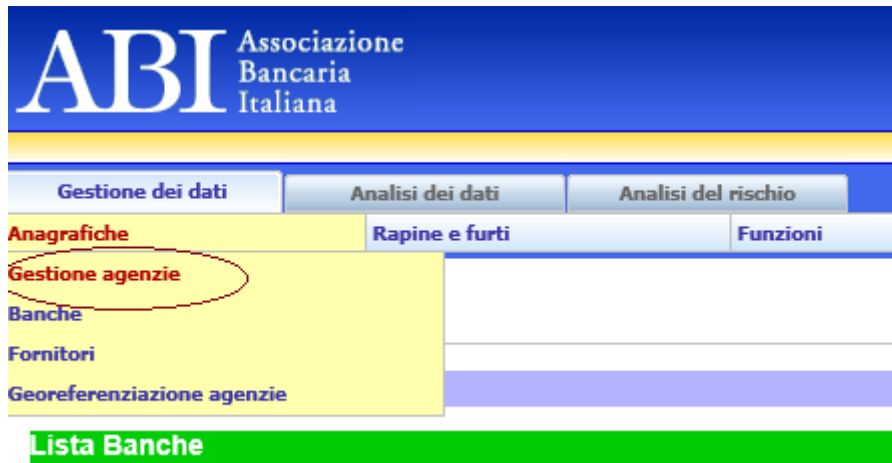 ABI
Associazione
Bancaria
Italiana
Gestione dei dati Analisi dei dati Analisi del rischio
Anagrafiche Rapine e furti Funzioni
Gestione agenzie
Banche
Fornitori
Georeferenziazione agenzie
Lista Banche